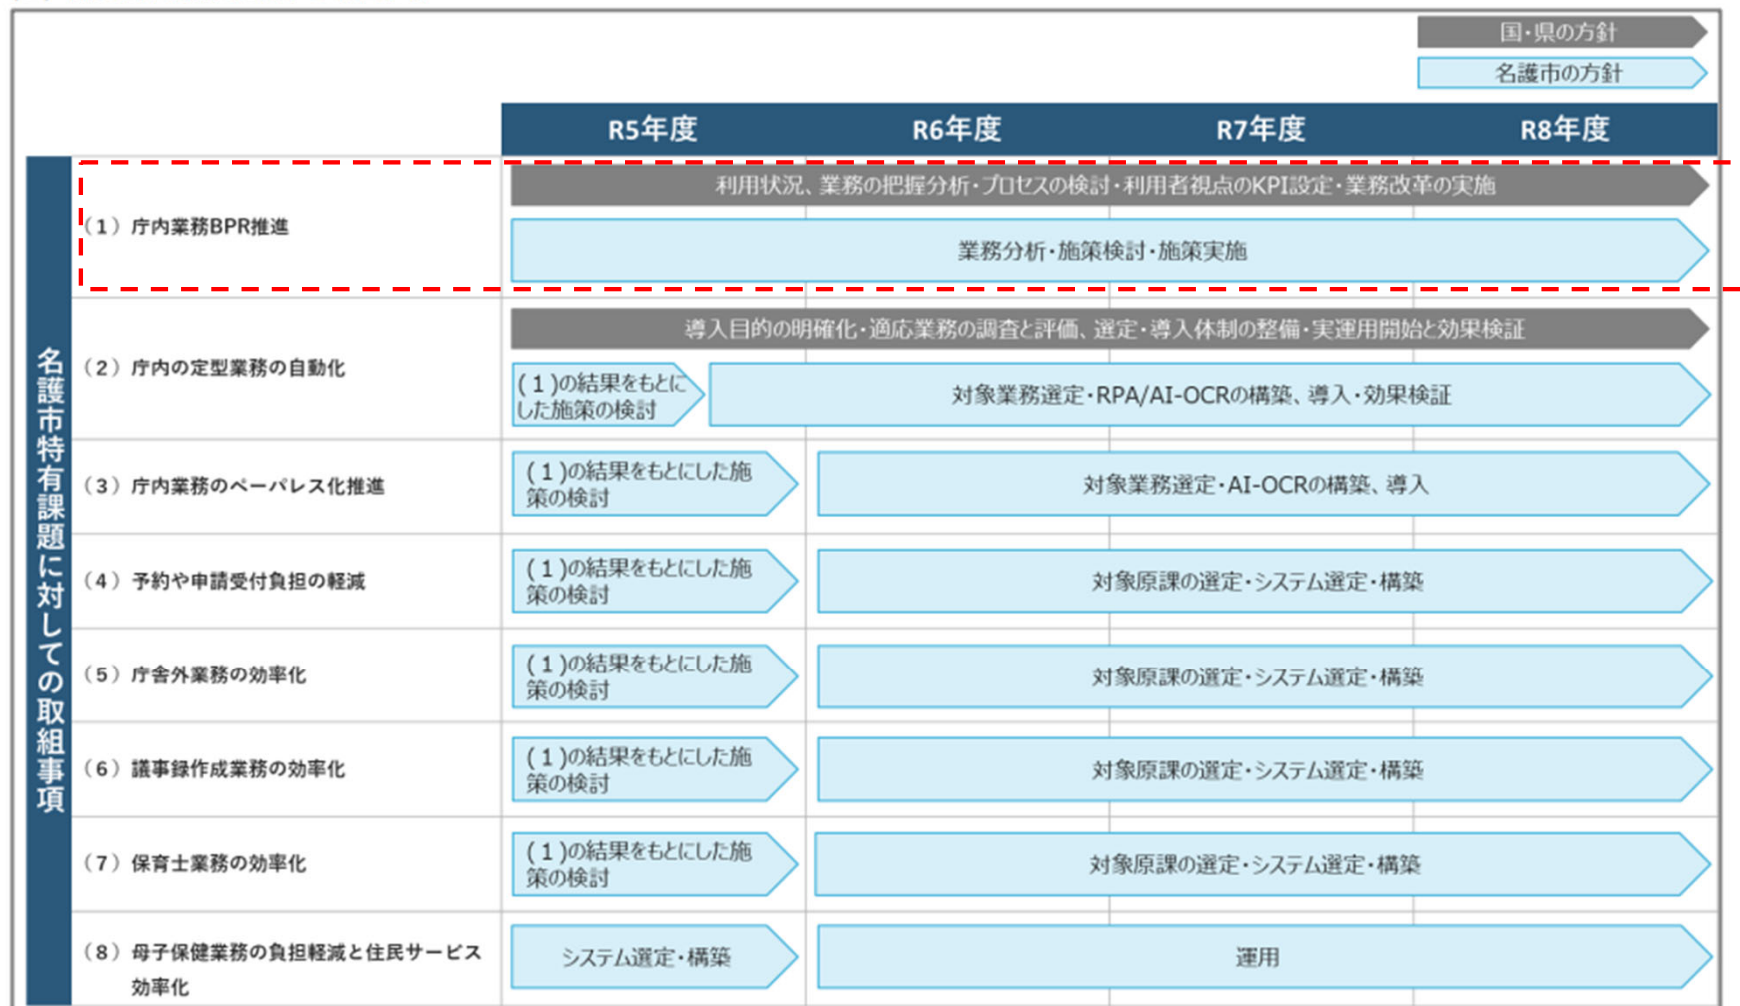 国・県の方針
名護市の方針
R5年度
R6年度
R7年度
R8年度
名護市特有課題に対しての取組事項
(1)庁内業務BPR推進
利用状況、業務の把握分析・プロセスの検討・利用者視点のKPI設定・業務改革の実施
業務分析・施策検討・施策実施
(2)庁内の定型業務の自動化
導入目的の明確化・適応業務の調査と評価、選定・導入体制の整備・実運用開始と効果検証
(1)の結果をもとに
した施策の検討
対象業務選定・RPA/AI-OCRの構築、導入・効果検証
(3)庁内業務のペーパレス化推進
(1)の結果をもとにした施
策の検討
対象業務選定・AI-OCRの構築、導入
(4)予約や申請受付負担の軽減
(1)の結果をもとにした施
策の検討
対象原課の選定・システム選定・構築
(5)庁舎外業務の効率化
(1)の結果をもとにした施
策の検討
対象原課の選定・システム選定・構築
(6)議事録作成業務の効率化
(1)の結果をもとにした施
策の検討
対象原課の選定・システム選定・構築
(7)保育士業務の効率化
(1)の結果をもとにした施
策の検討
対象原課の選定・システム選定・構築
(8)母子保健業務の負担軽減と住民サービス
効率化
システム選定・構築
運用